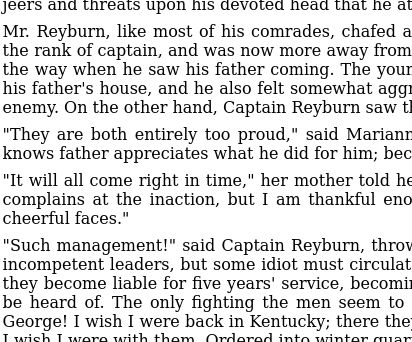 jeers and threats upon his devoted head that he at
Mr. Reyburn, like most of his comrades, chafed a
the rank of captain, and was now more away from
the way when he saw his father coming. The your
his father's house, and he also felt somewhat aggr
enemy. On the other hand, Captain Reyburn saw th
"They are both entirely too proud," said Mariann
knows father appreciates what he did for him; bec
"It will all come right in time," her mother told he
complains at the inaction, but I am thankful eno
cheerful faces."
"Such management!" said Captain Reyburn, throw
incompetent leaders, but some idiot must circulat
they become liable for five years' service, becomin
be heard of. The only fighting the men seem to
George! I wish I were back in Kentucky; there they
I wish I were with them. Ordered into winter quar